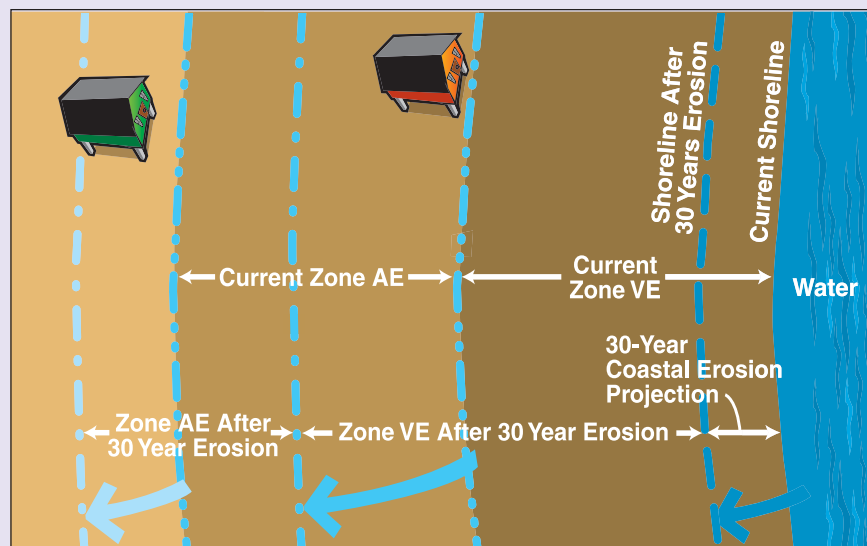 Shoreline After
30 Years Erosion
Current Shoreline
Current Zone AE
Current
Zone VE
Water
30-Year
Coastal Erosion
Projection
Zone AE After
30 Year Erosion
Zone VE After 30 Year Erosion